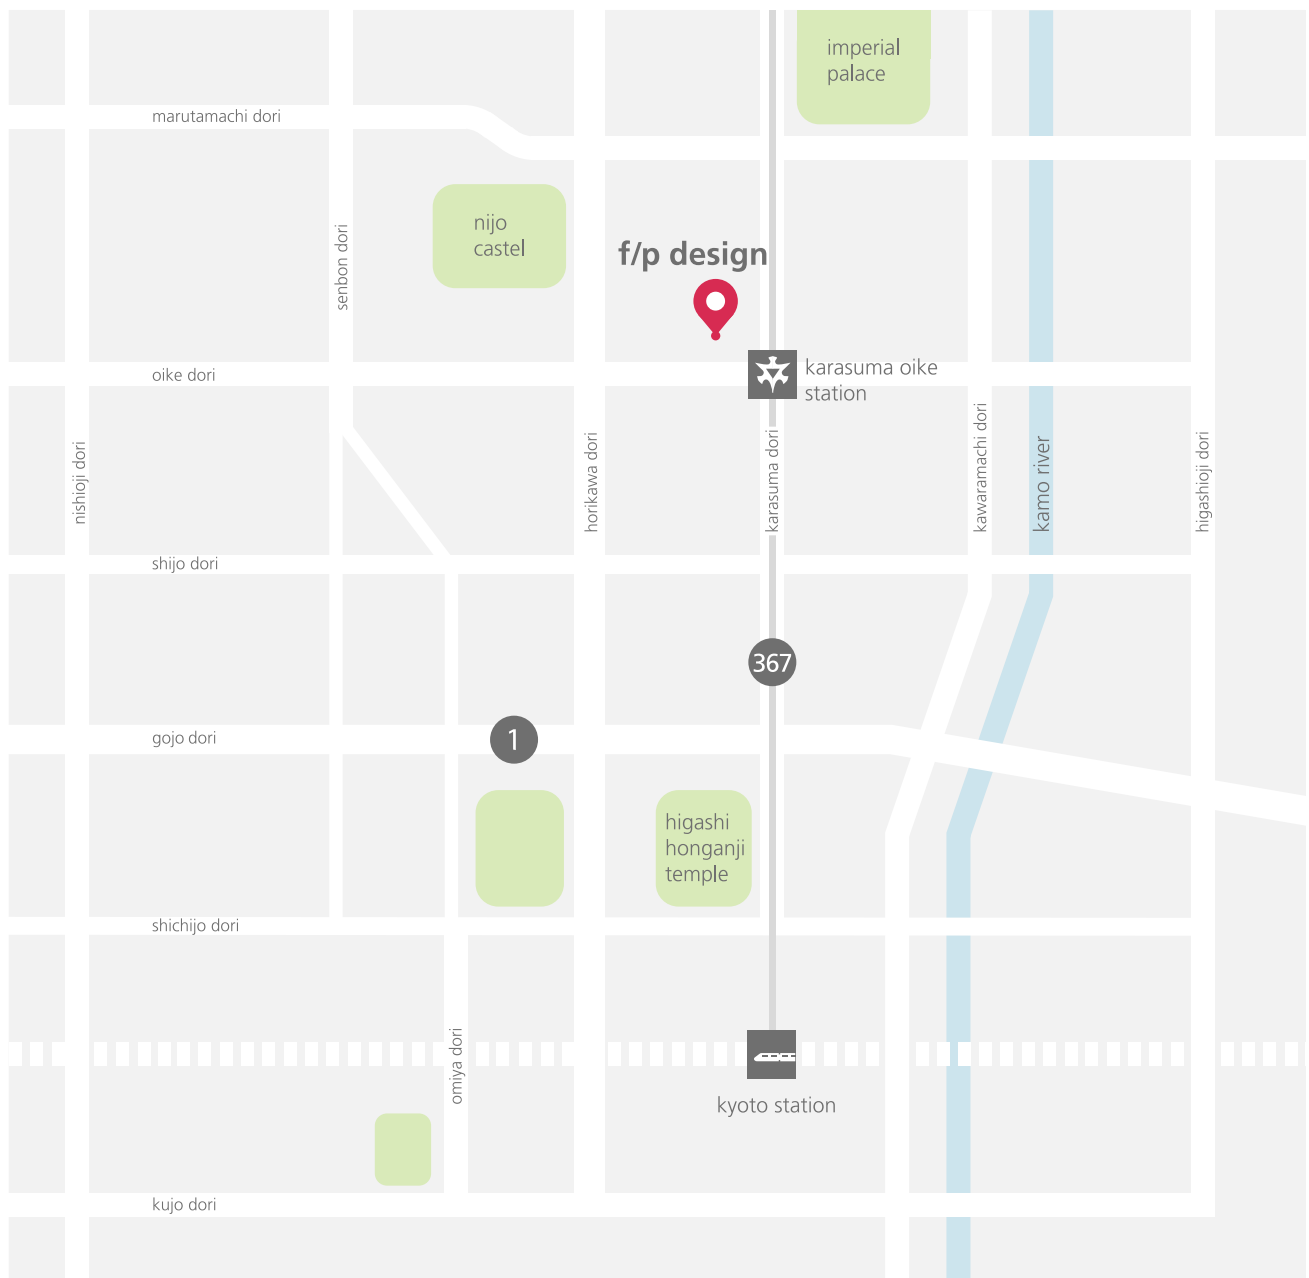 imperial
palace
marutamachi dori
nijo
castel
senbon dori
f/p design
oike dori
karasuma oike
station
nishioji dori
horikawa dori
karasuma dori
kawaramachi dori
kamo river
higashioji dori
shijo dori
367
gojo dori
1
higashi
honganji
temple
shichijo dori
omiya dori
kyoto station
kujo dori